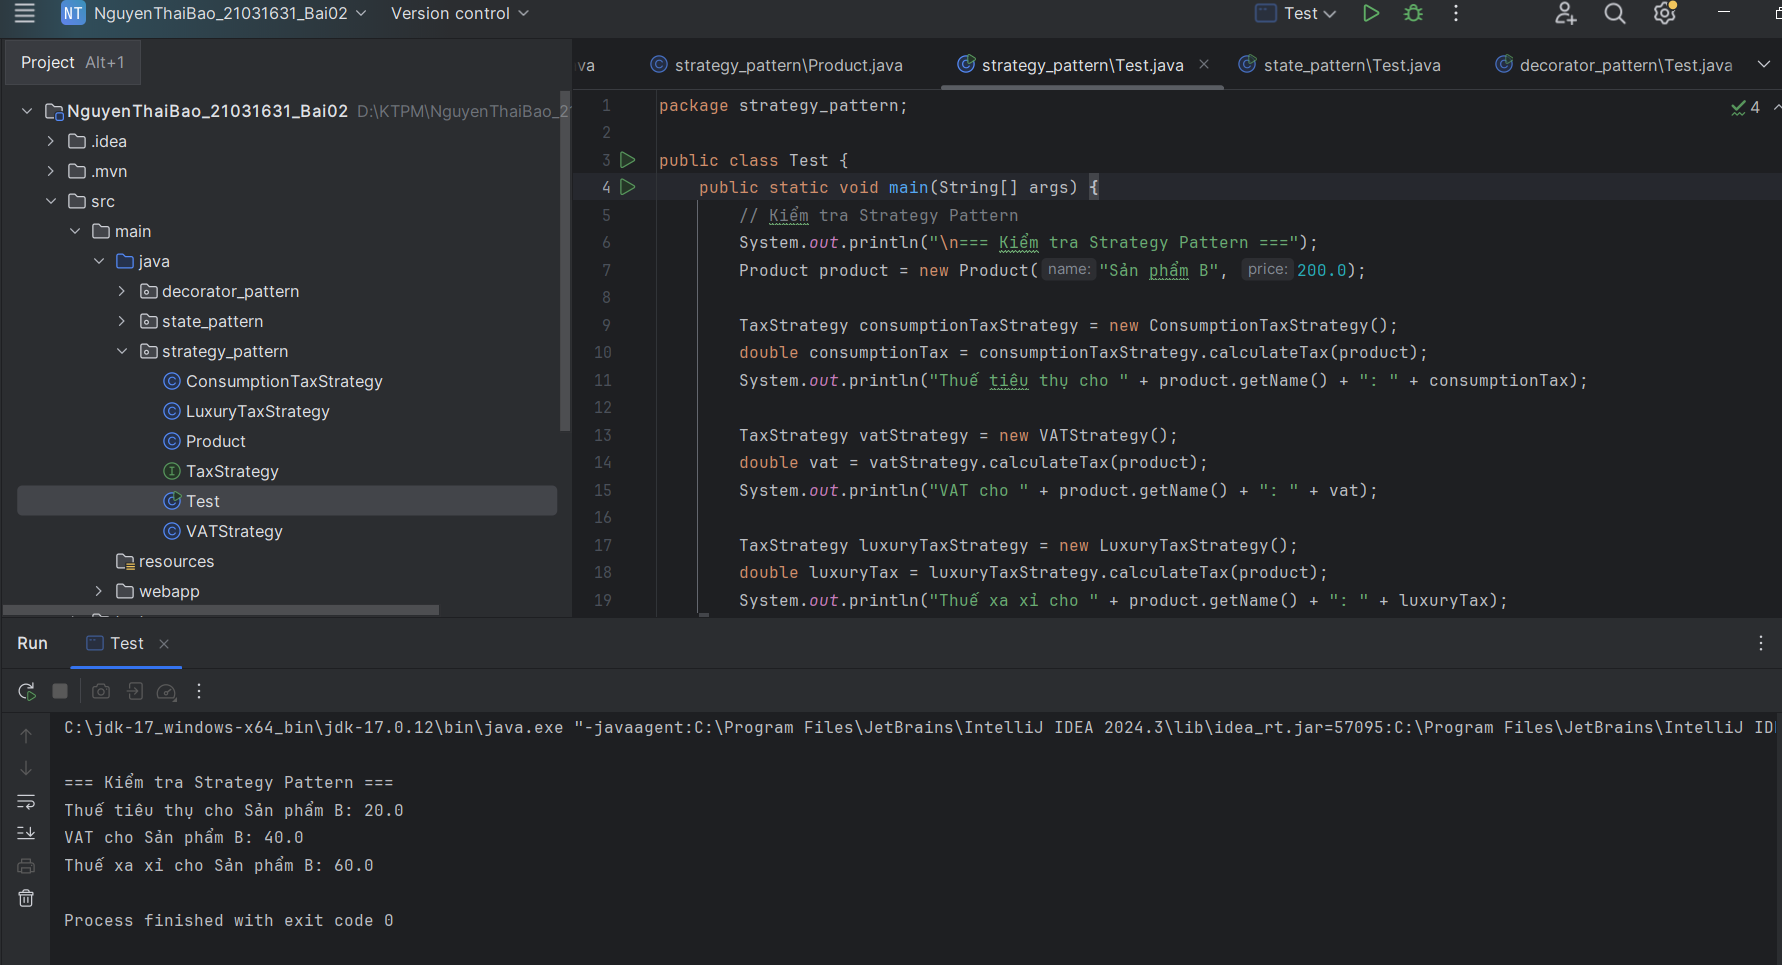 NT NguyenThaiBao_21031631_Bai02 Version control Test
Project Alt+1
NguyenThaiBao_21031631_Bai02 D:\KTPM\NguyenThaiBao_2
.idea
.mvn
src
main
java
decorator_pattern
state_pattern
strategy_pattern
ConsumptionTaxStrategy
LuxuryTaxStrategy
Product
TaxStrategy
Test
VATStrategy
resources
webapp
va strategy_pattern\Product.java strategy_pattern\Test.java state_pattern\Test.java decorator_pattern\Test.java
4
1 package strategy_pattern;
2
3 public class Test {
4 public static void main(String[] args) {
5 // Kiểm tra Strategy Pattern
6 System.out.println("\n=== Kiểm tra Strategy Pattern ===");
7 Product product = new Product( name: "Sản phẩm B", price: 200.0);
8
9 TaxStrategy consumptionTaxStrategy = new ConsumptionTaxStrategy();
10 double consumptionTax = consumptionTaxStrategy.calculateTax(product);
11 System.out.println("Thuế tiêu thụ cho " + product.getName() + ": " + consumptionTax);
12
13 TaxStrategy vatStrategy = new VATStrategy();
14 double vat = vatStrategy.calculateTax(product);
15 System.out.println("VAT cho " + product.getName() + ": " + vat);
16
17 TaxStrategy luxuryTaxStrategy = new LuxuryTaxStrategy();
18 double luxuryTax = luxuryTaxStrategy.calculateTax(product);
19 System.out.println("Thuế xa xỉ cho " + product.getName() + ": " + luxuryTax);
Run Test
C:\jdk-17_windows-x64_bin\jdk-17.0.12\bin\java.exe "-javaagent:C:\Program Files\JetBrains\IntelliJ IDEA 2024.3\lib\idea_rt.jar=57095:C:\Program Files\JetBrains\IntelliJ ID
=== Kiểm tra Strategy Pattern ===
Thuế tiêu thụ cho Sản phẩm B: 20.0
VAT cho Sản phẩm B: 40.0
Thuế xa xỉ cho Sản phẩm B: 60.0
Process finished with exit code 0